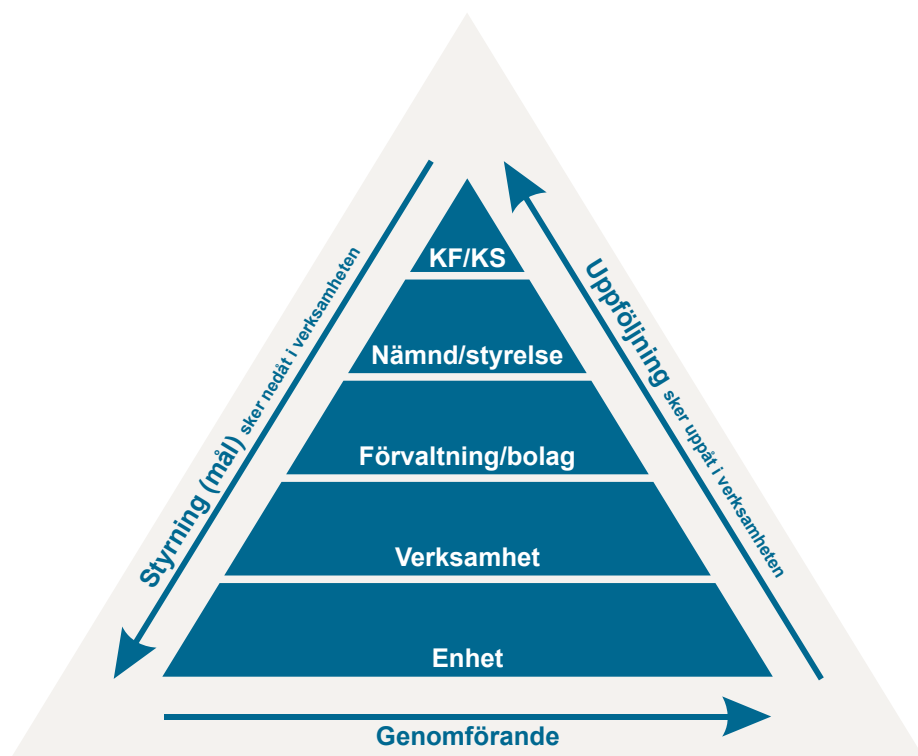 KF/KS
Nämnd/styrelse
Förvaltning/bolag
Verksamhet
Enhet
Styrning (mål) sker nedåt i verksamheten
Uppföljning sker uppåt i verksamheten
Genomförande